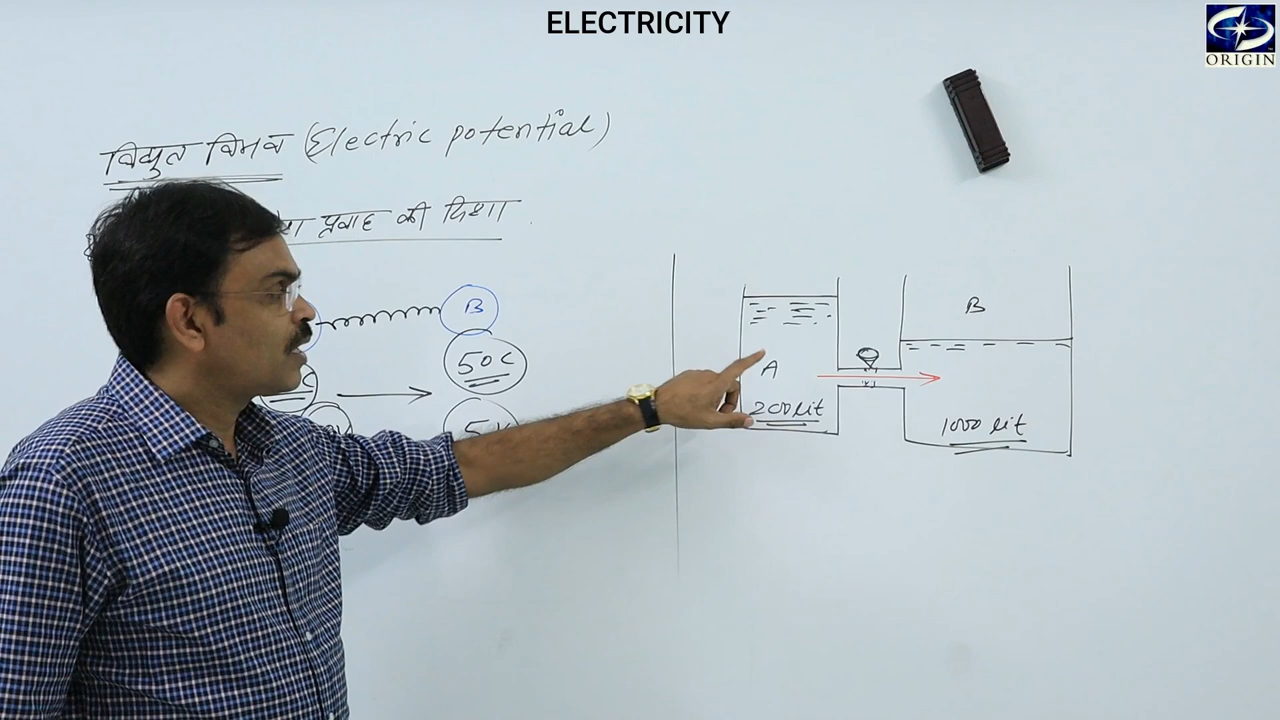 ELECTRICITY
ORIGIN
विद्युत विभव (Electric potential)
प्रवाह की दिशा
B
50C
B
A
200 lit
1000 lit